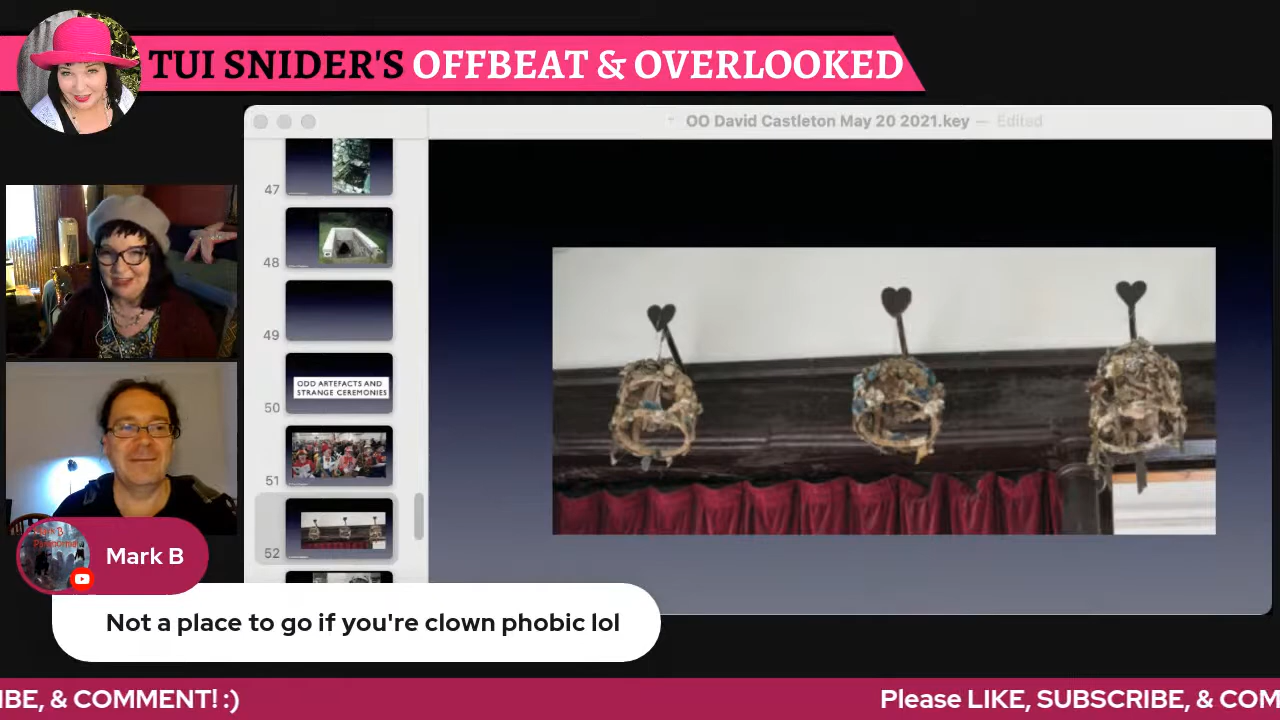 TUI SNIDER'S OFFBEAT & OVERLOOKED
OO David Castleton May 20 2021.key — Edited
47
48
49
50
ODD ARTEFACTS AND
STRANGE CEREMONIES
51
52
Mark B
Not a place to go if you're clown phobic lol
IBE, & COMMENT! :)
Please LIKE, SUBSCRIBE, & COM